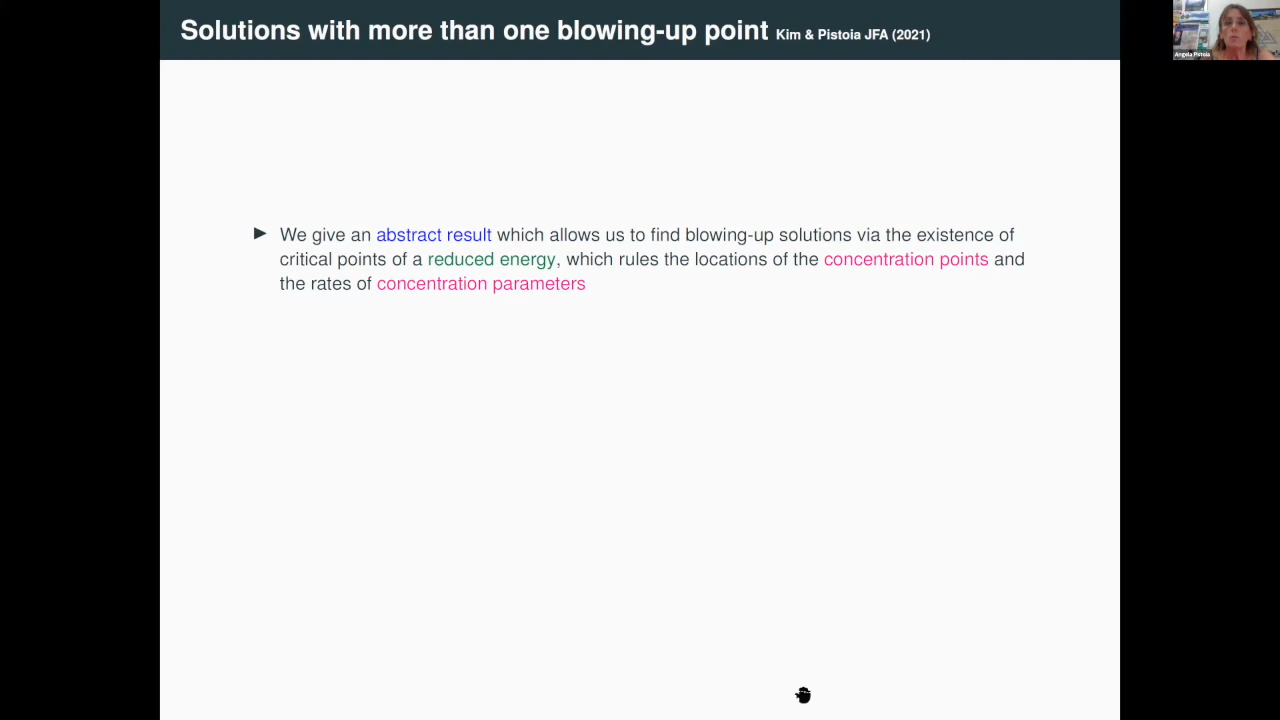 Solutions with more than one blowing-up point Kim & Pistoia JFA (2021)
Angela Pistoia
▶ We give an abstract result which allows us to find blowing-up solutions via the existence of
critical points of a reduced energy, which rules the locations of the concentration points and
the rates of concentration parameters